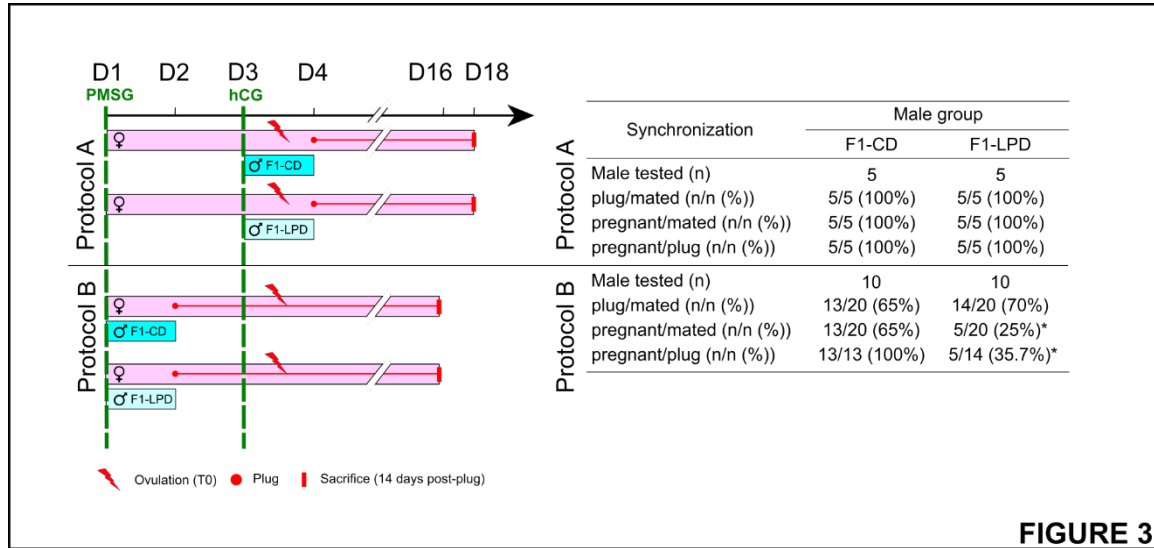 D1 D2 D3 D4 D16 D18
PMSG hCG
Protocol A
♀
♂ F1-CD
♀
♂ F1-LPD
Protocol B
♀
♂ F1-CD
♀
♂ F1-LPD
Ovulation (T0) Plug Sacrifice (14 days post-plug)
Synchronization Male group
F1-CD F1-LPD
Protocol A
Male tested (n) 5 5
plug/mated (n/n (%)) 5/5 (100%) 5/5 (100%)
pregnant/mated (n/n (%)) 5/5 (100%) 5/5 (100%)
pregnant/plug (n/n (%)) 5/5 (100%) 5/5 (100%)
Protocol B
Male tested (n) 10 10
plug/mated (n/n (%)) 13/20 (65%) 14/20 (70%)
pregnant/mated (n/n (%)) 13/20 (65%) 5/20 (25%)*
pregnant/plug (n/n (%)) 13/13 (100%) 5/14 (35.7%)*
FIGURE 3